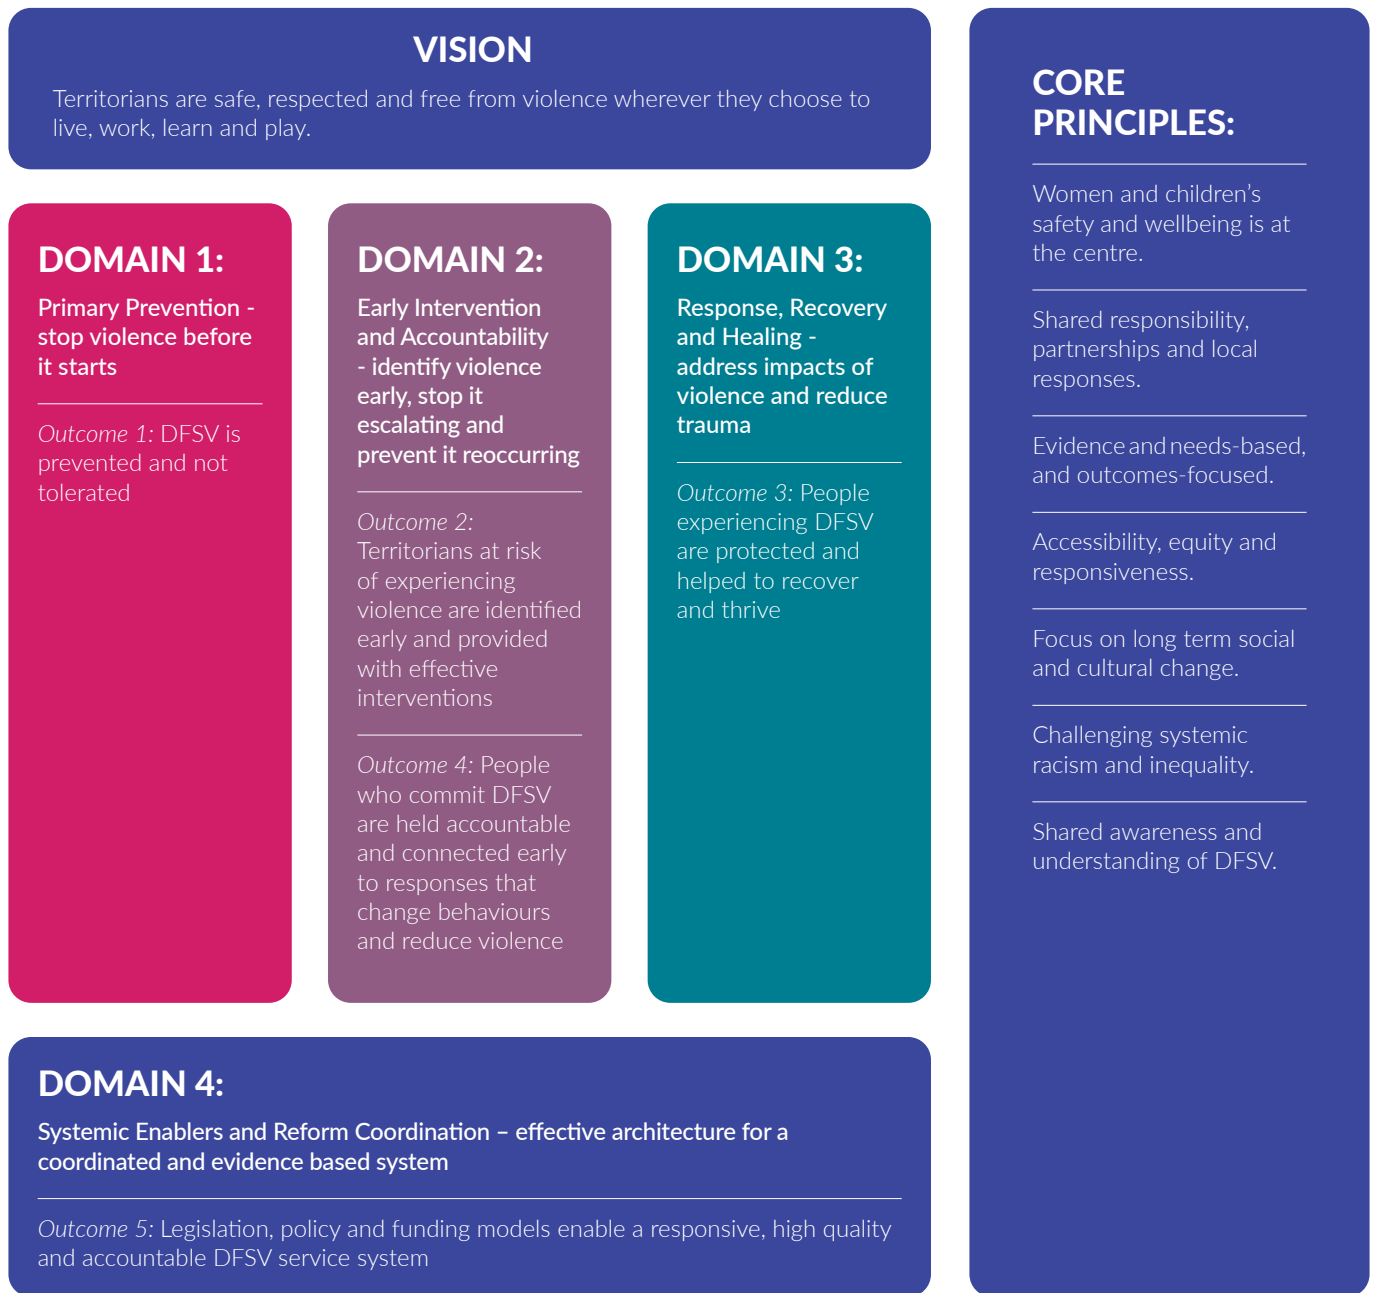 VISION
Territorians are safe, respected and free from violence wherever they choose to
live, work, learn and play.
DOMAIN 1:
Primary Prevention -
stop violence before
it starts
Outcome 1: DFSV is
prevented and not
tolerated
DOMAIN 2:
Early Intervention
and Accountability
- identify violence
early, stop it
escalating and
prevent it reoccurring
Outcome 2:
Territorians at risk
of experiencing
violence are identified
early and provided
with effective
interventions
Outcome 4: People
who commit DFSV
are held accountable
and connected early
to responses that
change behaviours
and reduce violence
DOMAIN 3:
Response, Recovery
and Healing -
address impacts of
violence and reduce
trauma
Outcome 3: People
experiencing DFSV
are protected and
helped to recover
and thrive
DOMAIN 4:
Systemic Enablers and Reform Coordination – effective architecture for a
coordinated and evidence based system
Outcome 5: Legislation, policy and funding models enable a responsive, high quality
and accountable DFSV service system
CORE
PRINCIPLES:
Women and children’s
safety and wellbeing is at
the centre.
Shared responsibility,
partnerships and local
responses.
Evidence and needs-based,
and outcomes-focused.
Accessibility, equity and
responsiveness.
Focus on long term social
and cultural change.
Challenging systemic
racism and inequality.
Shared awareness and
understanding of DFSV.